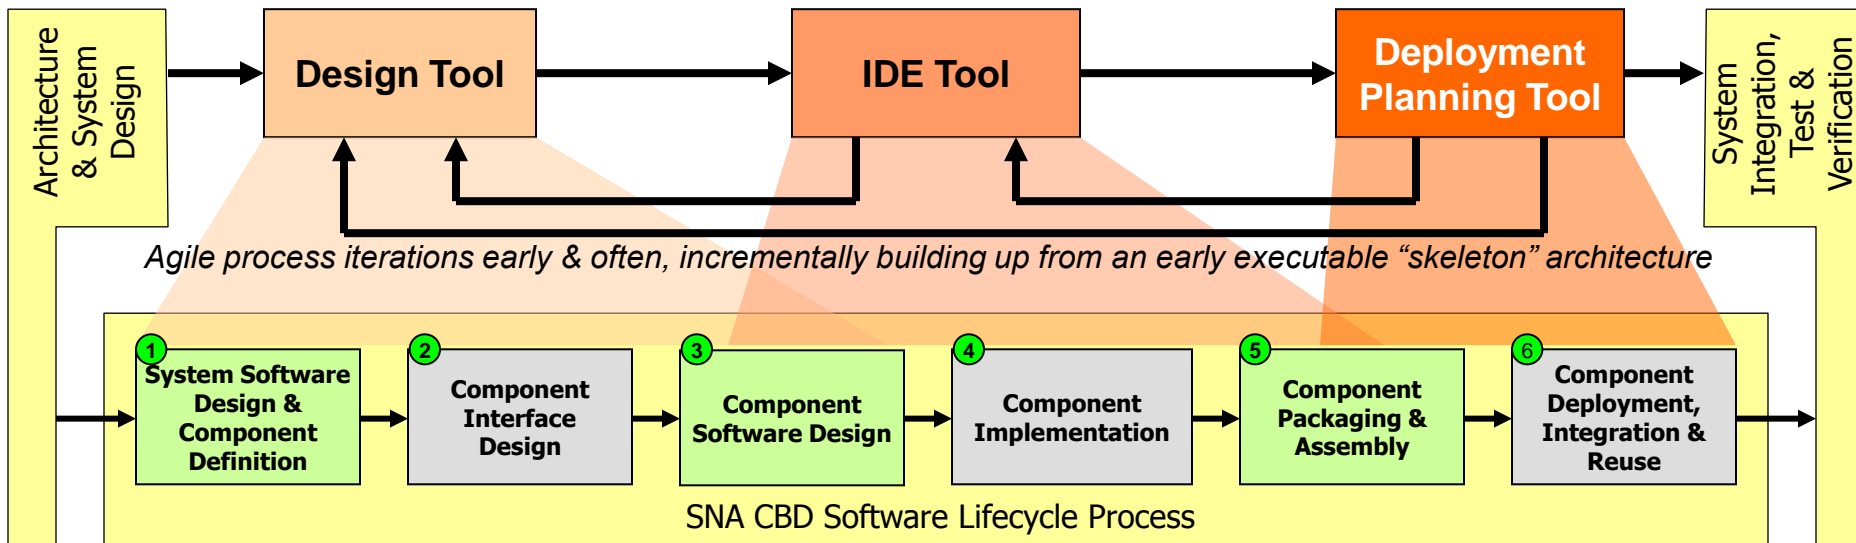 Architecture
& System
Design
Design Tool
IDE Tool
Deployment
Planning Tool
System
Integration,
Test &
Verification
Agile process iterations early & often, incrementally building up from an early executable “skeleton” architecture
1
System Software
Design &
Component
Definition
2
Component
Interface
Design
3
Component
Software Design
4
Component
Implementation
5
Component
Packaging &
Assembly
6
Component
Deployment,
Integration &
Reuse
SNA CBD Software Lifecycle Process